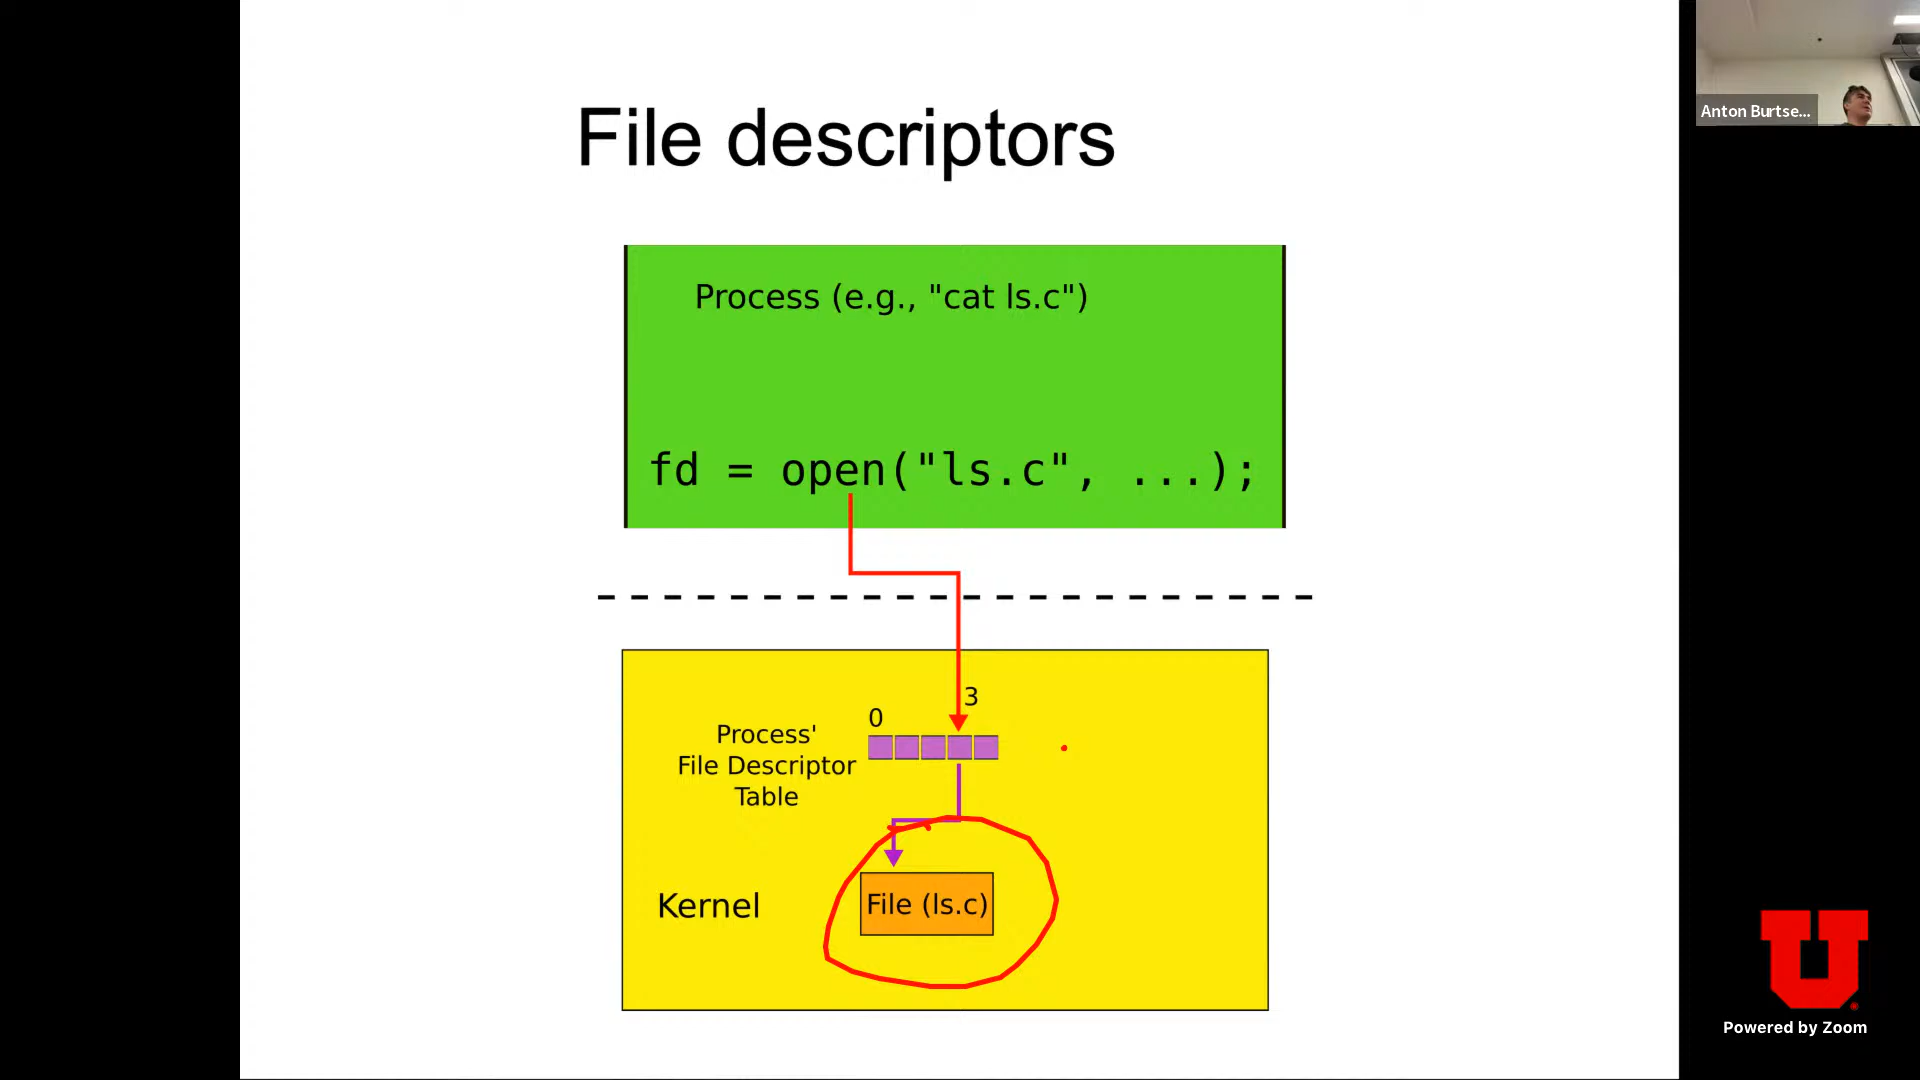 File descriptors
Process (e.g., "cat ls.c")
fd = open("ls.c", ...);
3
0
Process'
File Descriptor
Table
Kernel
File (ls.c)
Anton Burtse...
U
Powered by Zoom